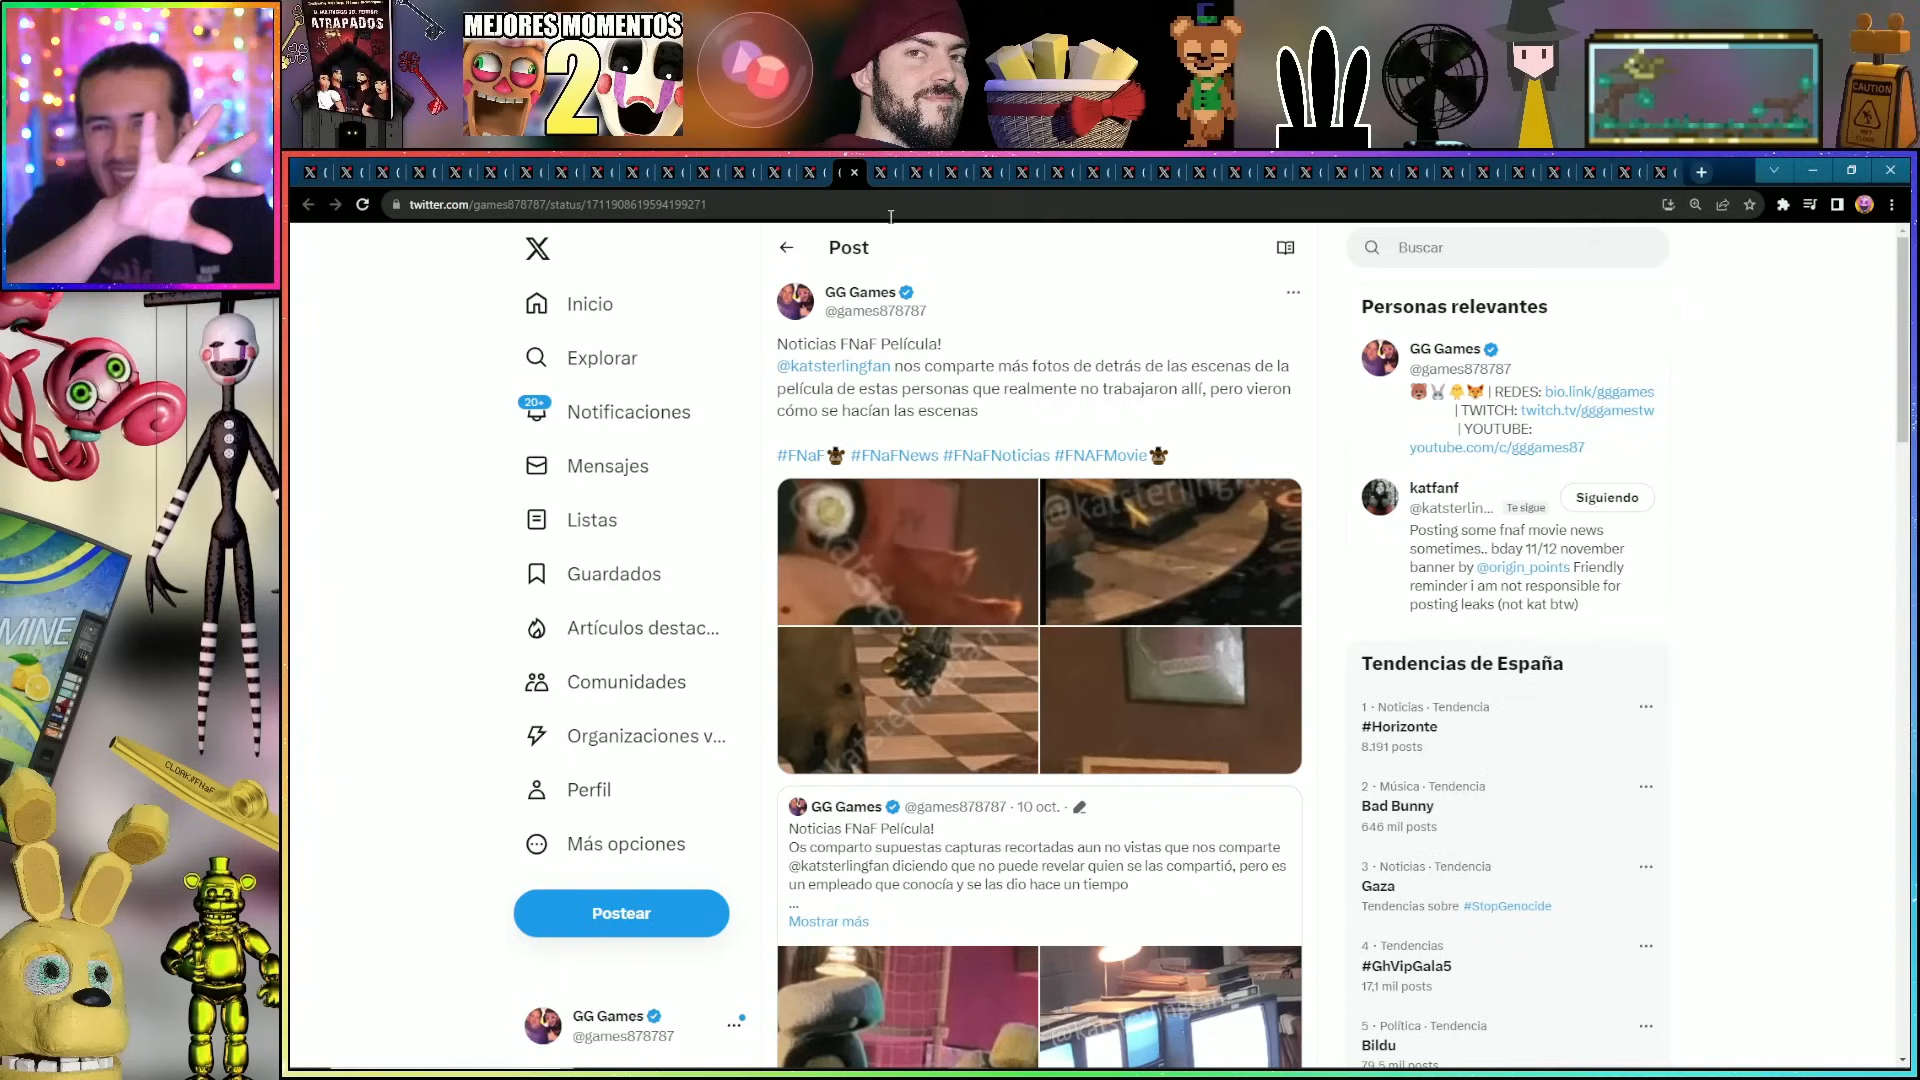 ATRAPADOS
MEJORES MOMENTOS
2
CAUTION
MINE
CLOAK//FNaF
twitter.com/games878787/status/1711908619594199271
Inicio
Explorar
20+
Notificaciones
Mensajes
Listas
Guardados
Artículos destac...
Comunidades
Organizaciones v...
Perfil
Más opciones
Postear
GG Games
@games878787
Post
GG Games
@games878787
Noticias FNaF Película!
@katsterlingfan nos comparte más fotos de detrás de las escenas de la
película de estas personas que realmente no trabajaron allí, pero vieron
cómo se hacían las escenas
#FNaF #FNaFNews #FNaFNoticias #FNAFMovie
@katsterlingfan
GG Games @games878787 · 10 oct. ·
Noticias FNaF Película!
Os comparto supuestas capturas recortadas aun no vistas que nos comparte
@katsterlingfan diciendo que no puede revelar quien se las compartió, pero es
un empleado que conocía y se las dio hace un tiempo
...
Mostrar más
@katsterlingfan
Buscar
Personas relevantes
GG Games
@games878787
| REDES: bio.link/gggames
| TWITCH: twitch.tv/gggamestw
| YOUTUBE:
youtube.com/c/gggames87
katfanf
@katsterlin... Te sigue
Siguiendo
Posting some fnaf movie news
sometimes.. bday 11/12 november
banner by @origin_points Friendly
reminder i am not responsible for
posting leaks (not kat btw)
Tendencias de España
1 · Noticias · Tendencia
#Horizonte
8.191 posts
2 · Música · Tendencia
Bad Bunny
646 mil posts
3 · Noticias · Tendencia
Gaza
Tendencias sobre #StopGenocide
4 · Tendencias
#GhVipGala5
17,1 mil posts
5 · Política · Tendencia
Bildu
79,5 mil posts